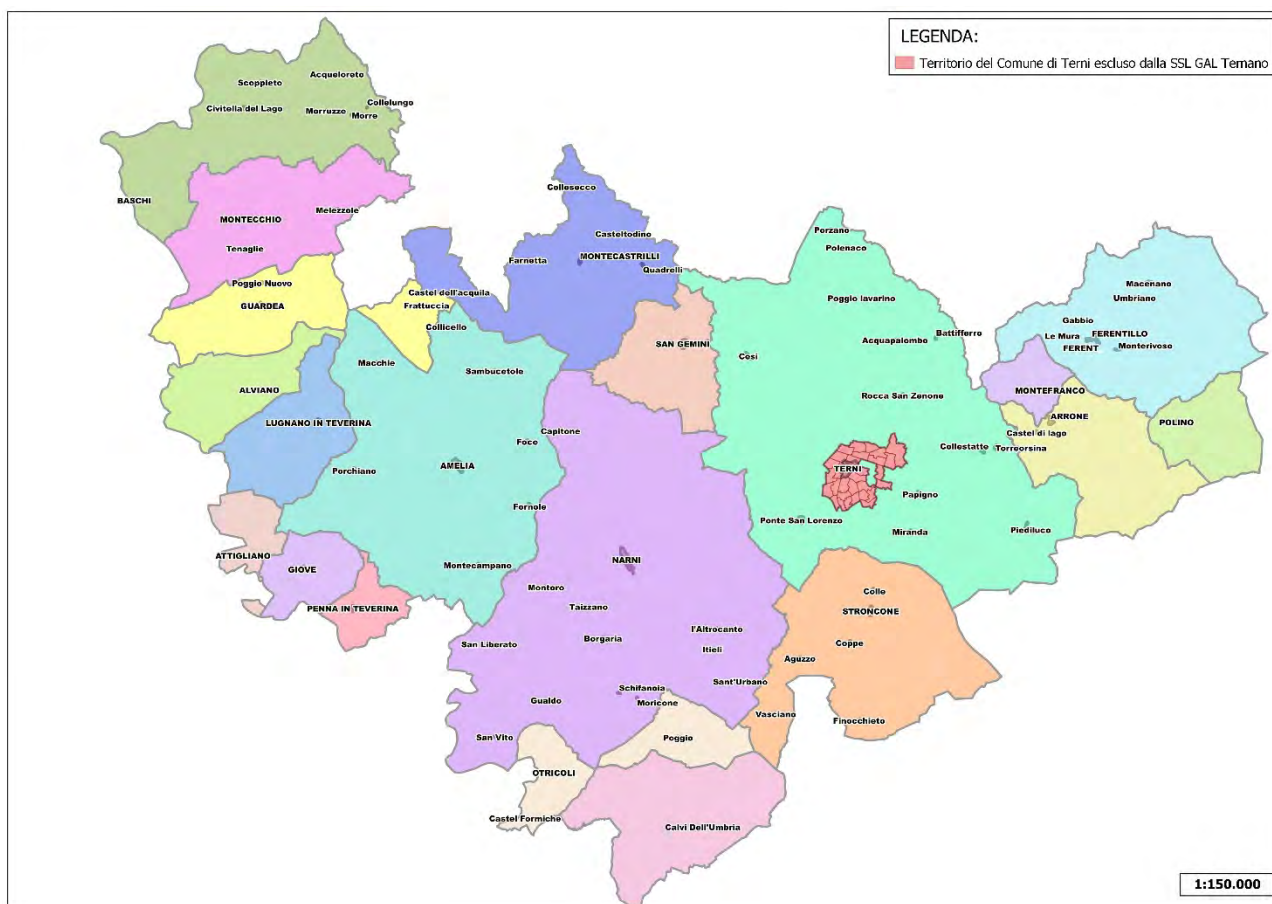 LEGENDA:
Territorio del Comune di Terni escluso dalla SSL GAL Ternano
Acqueloreto
Scoppieto
Collelungo
Civitella del Lago
Morruzze
Morre
BASCHI
MONTECCHIO
Melezzole
Tenaglie
Poggio Nuovo
GUARDEA
Collesecco
Casteltodino
Farnetta
MONTECASTRILLI
Quadrelli
Castel dell'acquila
Frattuccia
Collicello
Macchie
Sambucetole
SAN GEMINI
Cesi
Porzano
Polenaco
Poggio lavarino
Acquapalombo
Battiferro
Macenano
Umbriano
Gabbio
Le Mura
FERENTILLO
FERENT
Monterivoso
MONTEFRANCO
ARRONE
POLINO
Castel di lago
Collestatte
Torreorsina
Rocca San Zenone
ALVIANO
LUGNANO IN TEVERINA
Porchiano
AMELIA
Foce
Capitone
Fornole
TERNI
Papigno
Ponte San Lorenzo
Miranda
Piediluco
ATTIGLIANO
GIOVE
PENNA IN TEVERINA
Montecampano
NARNI
Montoro
Taizzano
Borgaria
San Liberato
l'Altrocanto
Itieli
Sant'Urbano
Schifanoia
Moricone
Gualdo
San Vito
Colle
STRONCONE
Coppe
Aguzzo
Vasciano
Finocchieto
Poggio
OTRICOLI
Castel Formiche
Calvi Dell'Umbria
1:150.000